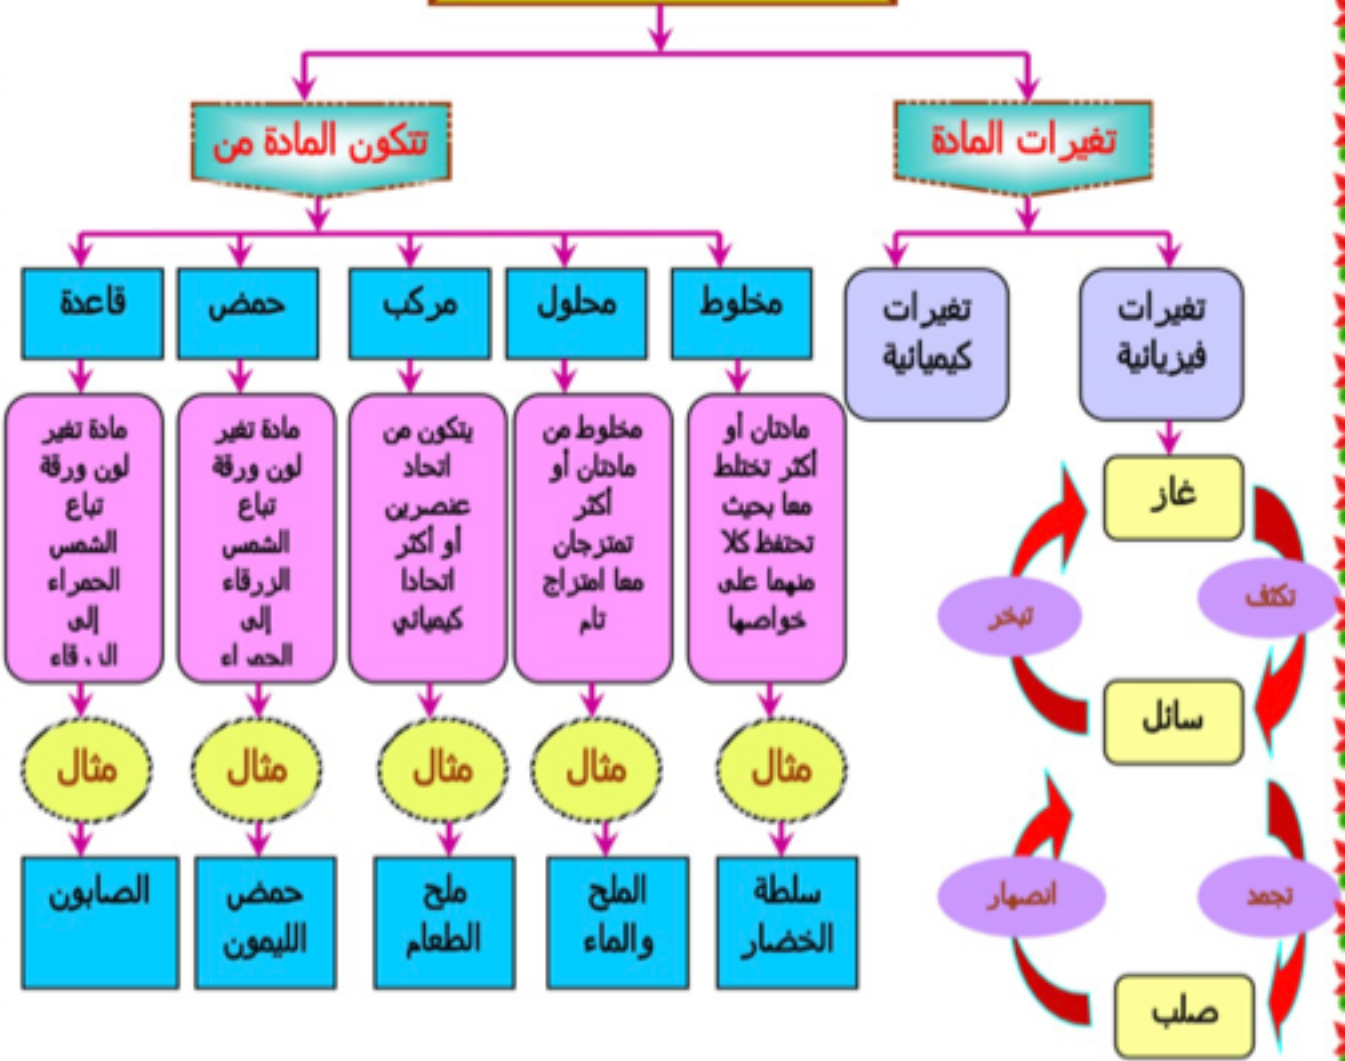 تغيرات المادة
تتكون المادة من
تغيرات
فيزيائية
تغيرات
كيميائية
مخلوط
محلول
مركب
حمض
قاعدة
مادتان أو
أكثر تختلط
معا بحيث
تحتفظ كلا
منهما على
خواصها
مخلوط من
مادتان أو
أكثر
تمتزجان
معا امتزاج
تام
يتكون من
اتحاد
عنصرين
أو أكثر
اتحادا
كيميائي
مادة تغير
لون ورقة
تباع
الشمس
الزرقاء
إلى
الحمراء
مادة تغير
لون ورقة
تباع
الشمس
الحمراء
إلى
الزرقاء
غاز
تكثف
تبخر
سائل
تجمد
انصهار
صلب
مثال
مثال
مثال
مثال
مثال
سلطة
الخضار
الملح
والماء
ملح
الطعام
حمض
الليمون
الصابون